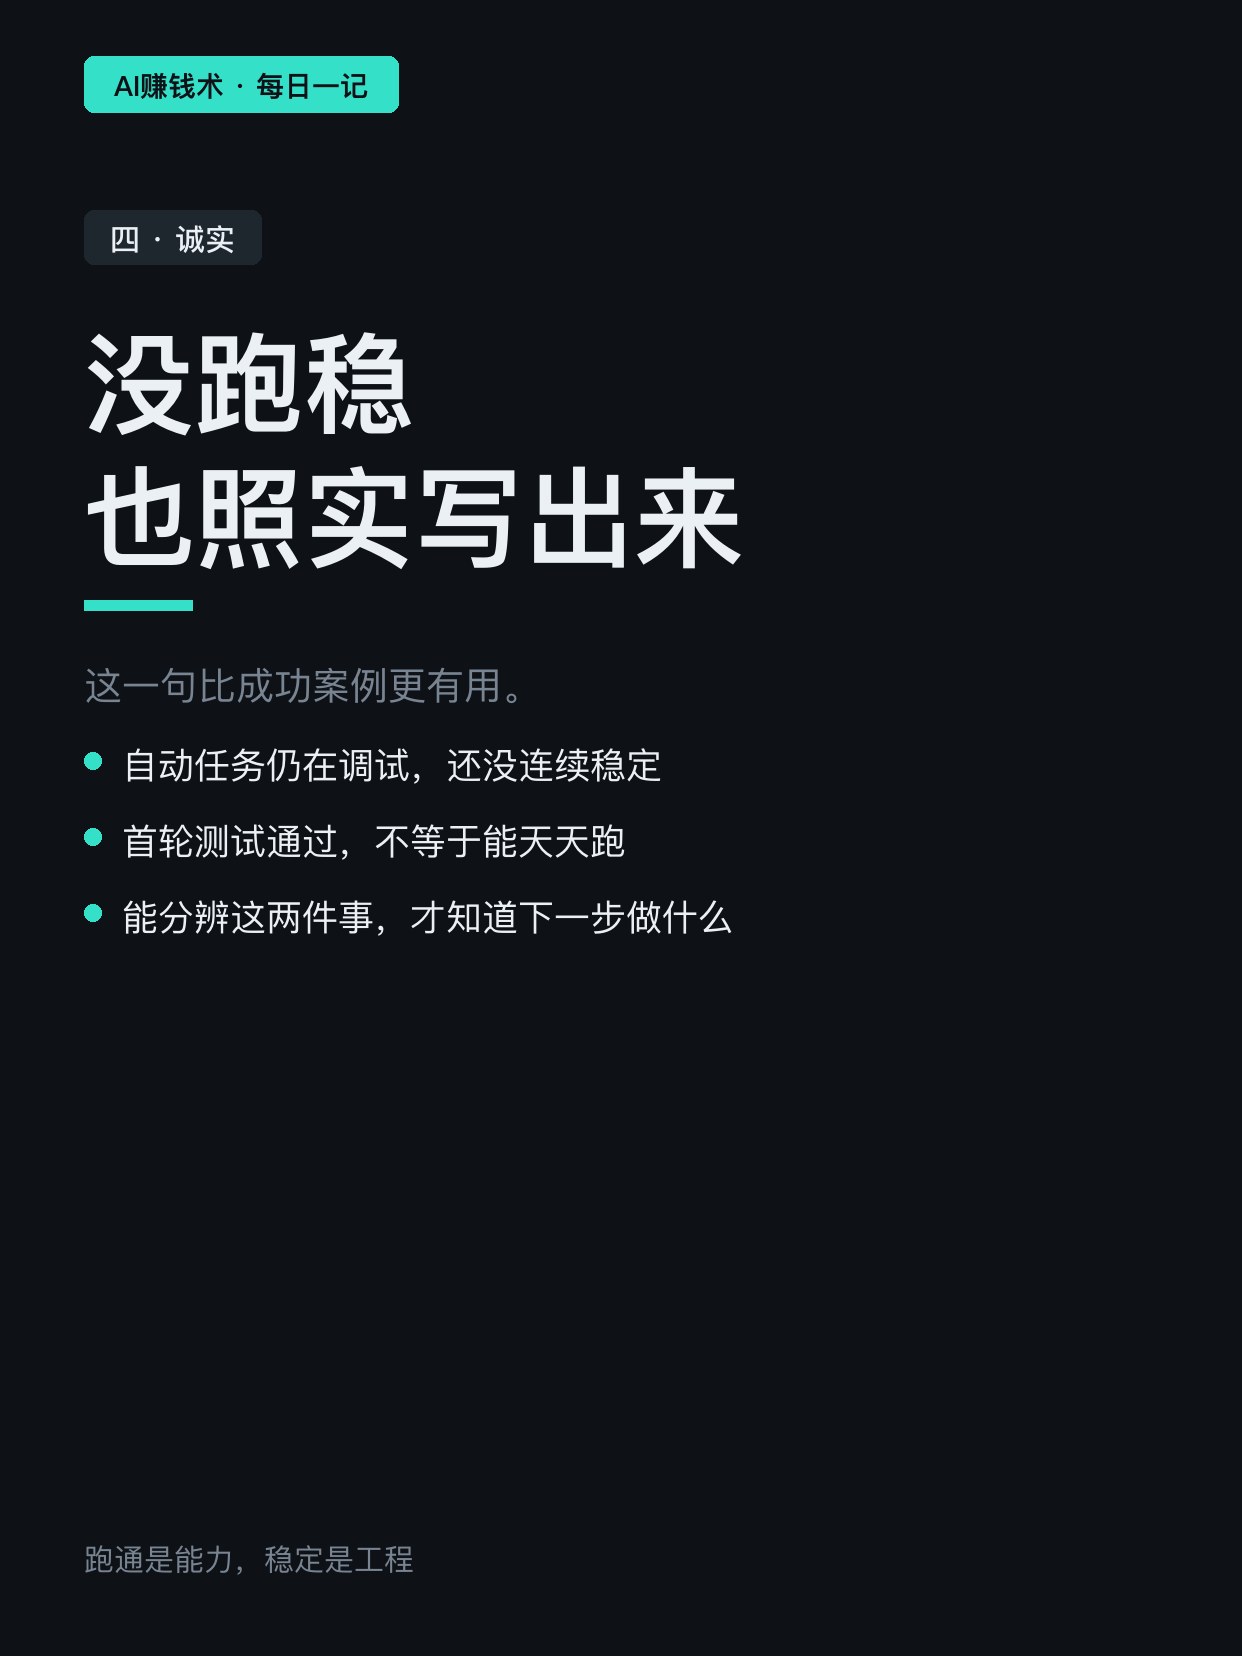 AI赚钱术 · 每日一记
四 · 诚实
没跑稳
也照实写出来
这一句比成功案例更有用。
自动任务仍在调试，还没连续稳定
首轮测试通过，不等于能天天跑
能分辨这两件事，才知道下一步做什么
跑通是能力，稳定是工程